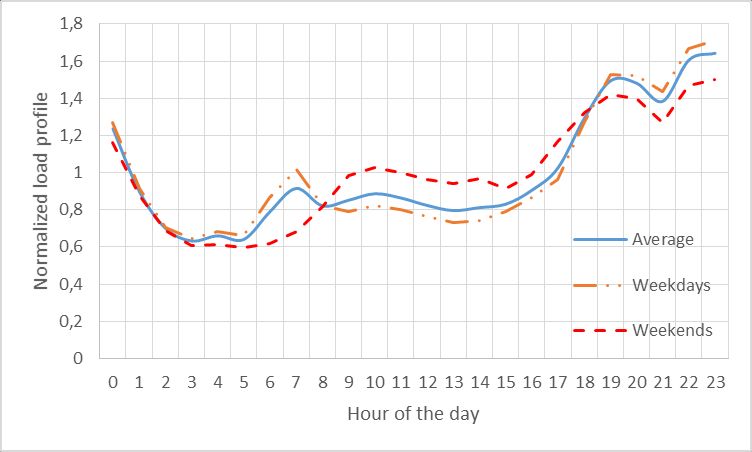 Normalized load profile
1,8
1,6
1,4
1,2
1
0,8
0,6
0,4
0,2
0
0 1 2 3 4 5 6 7 8 9 10 11 12 13 14 15 16 17 18 19 20 21 22 23
Hour of the day
Average
Weekdays
Weekends